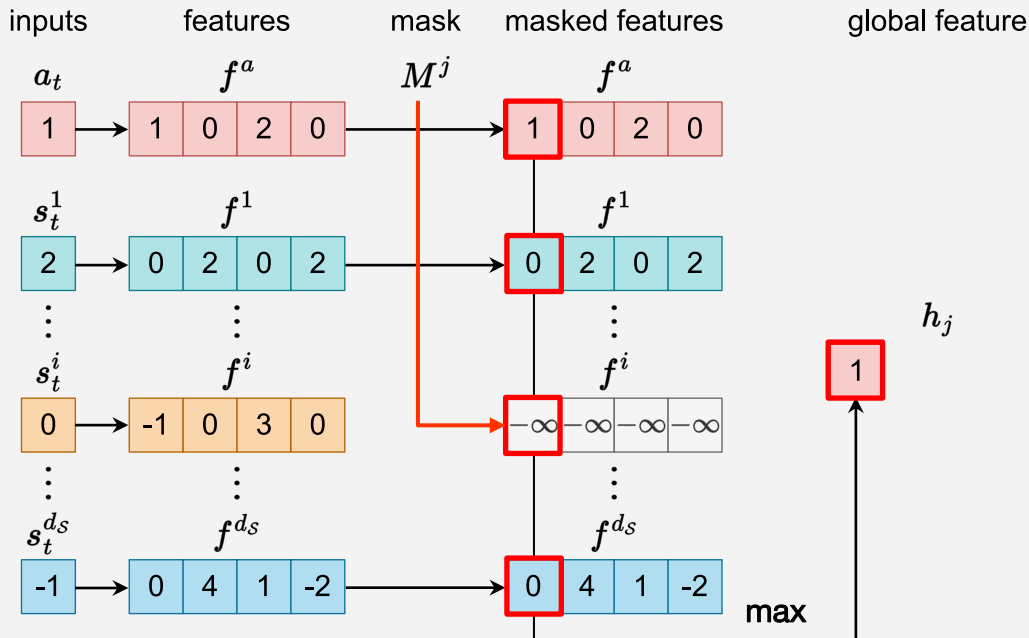 inputs features mask masked features global feature
a_t f^a M^j f^a
1 1 0 2 0 1 0 2 0
s_t^1 f^1 f^1
2 0 2 0 2 0 2 0 2
⋮ ⋮ ⋮ h_j
s_t^i f^i f^i 1
0 -1 0 3 0 −∞ −∞ −∞ −∞
⋮ ⋮ ⋮
s_t^{d_S} f^{d_S} f^{d_S}
-1 0 4 1 -2 0 4 1 -2
max